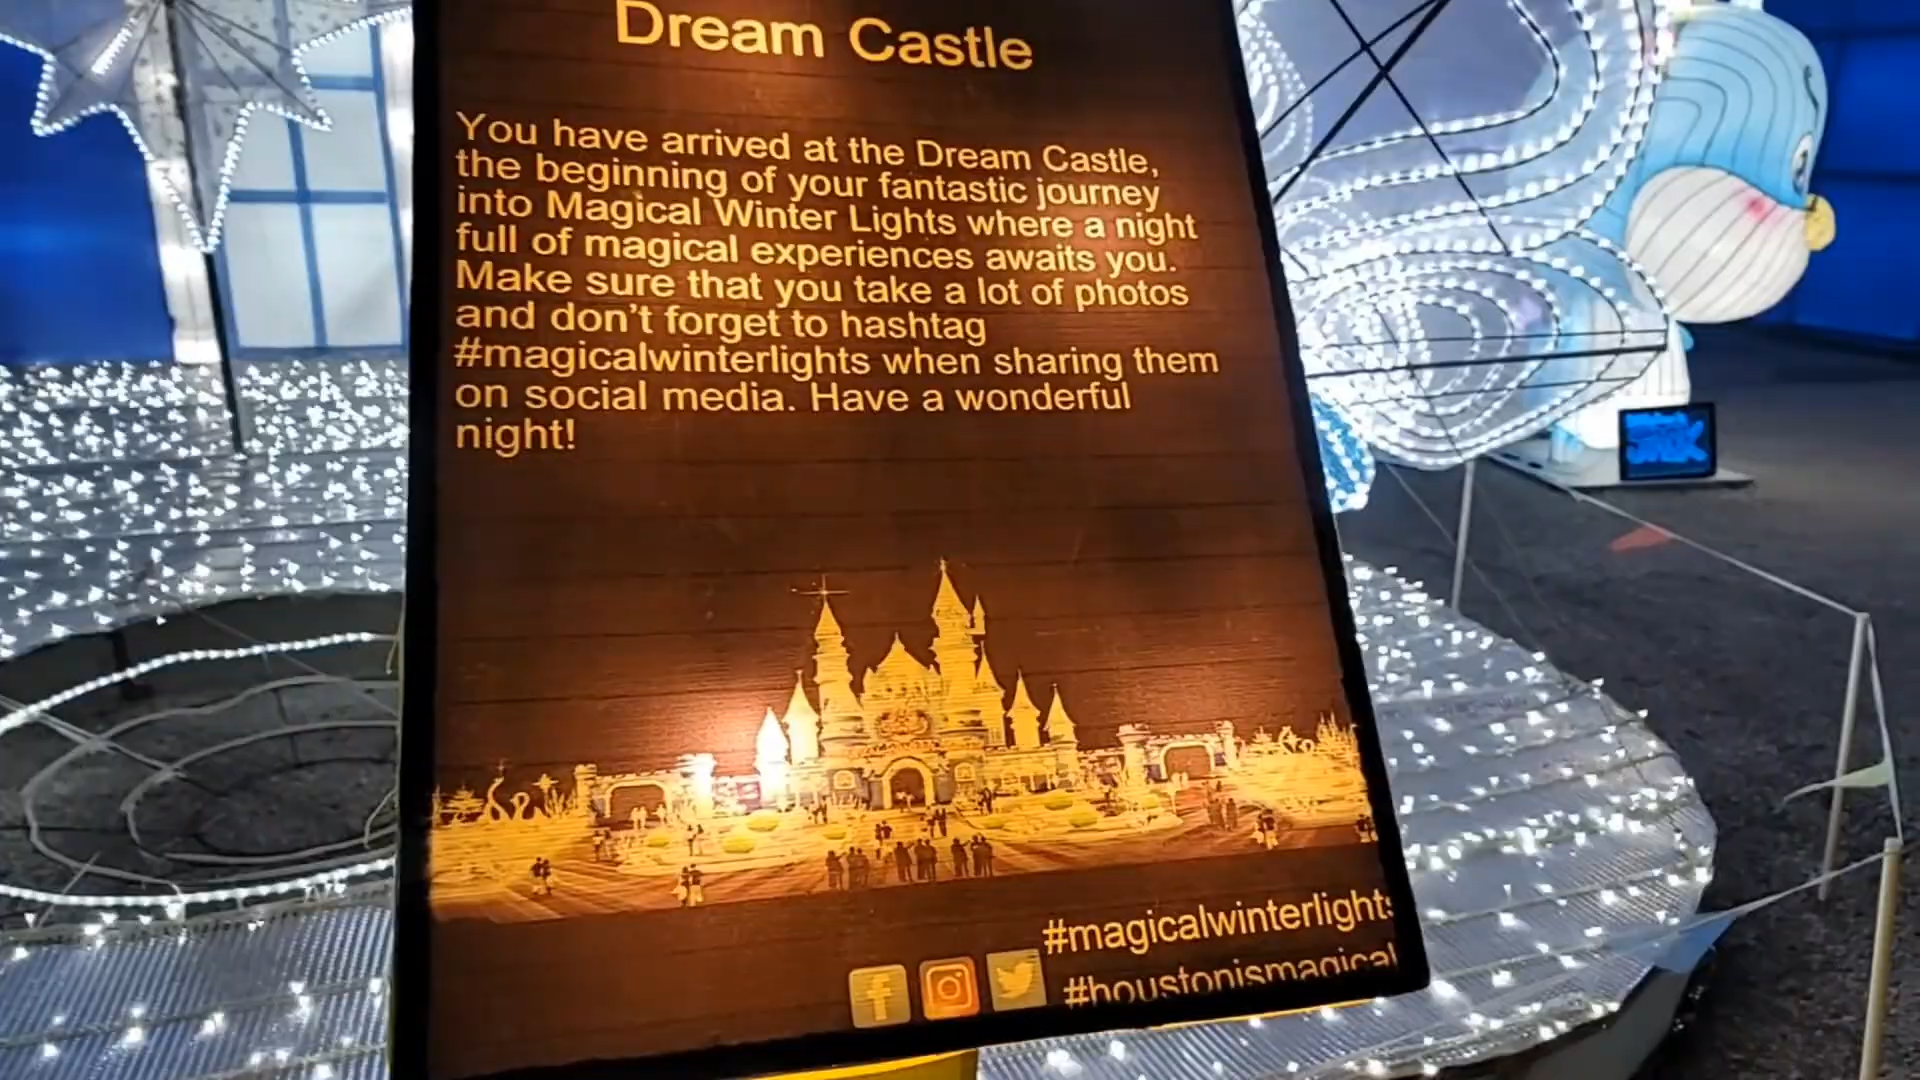 Dream Castle
You have arrived at the Dream Castle,
the beginning of your fantastic journey
into Magical Winter Lights where a night
full of magical experiences awaits you.
Make sure that you take a lot of photos
and don't forget to hashtag
#magicalwinterlights when sharing them
on social media. Have a wonderful
night!
#magicalwinterlights
#houstonismagical